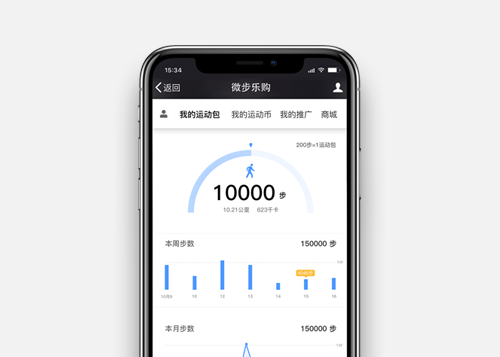 15:34
返回
微步乐购
我的运动包 我的运动币 我的推广 商城
200步=1运动包
10000 步
10.21公里 623千卡
本周步数 150000 步
10 12 13 14 15 16
本月步数 150000 步